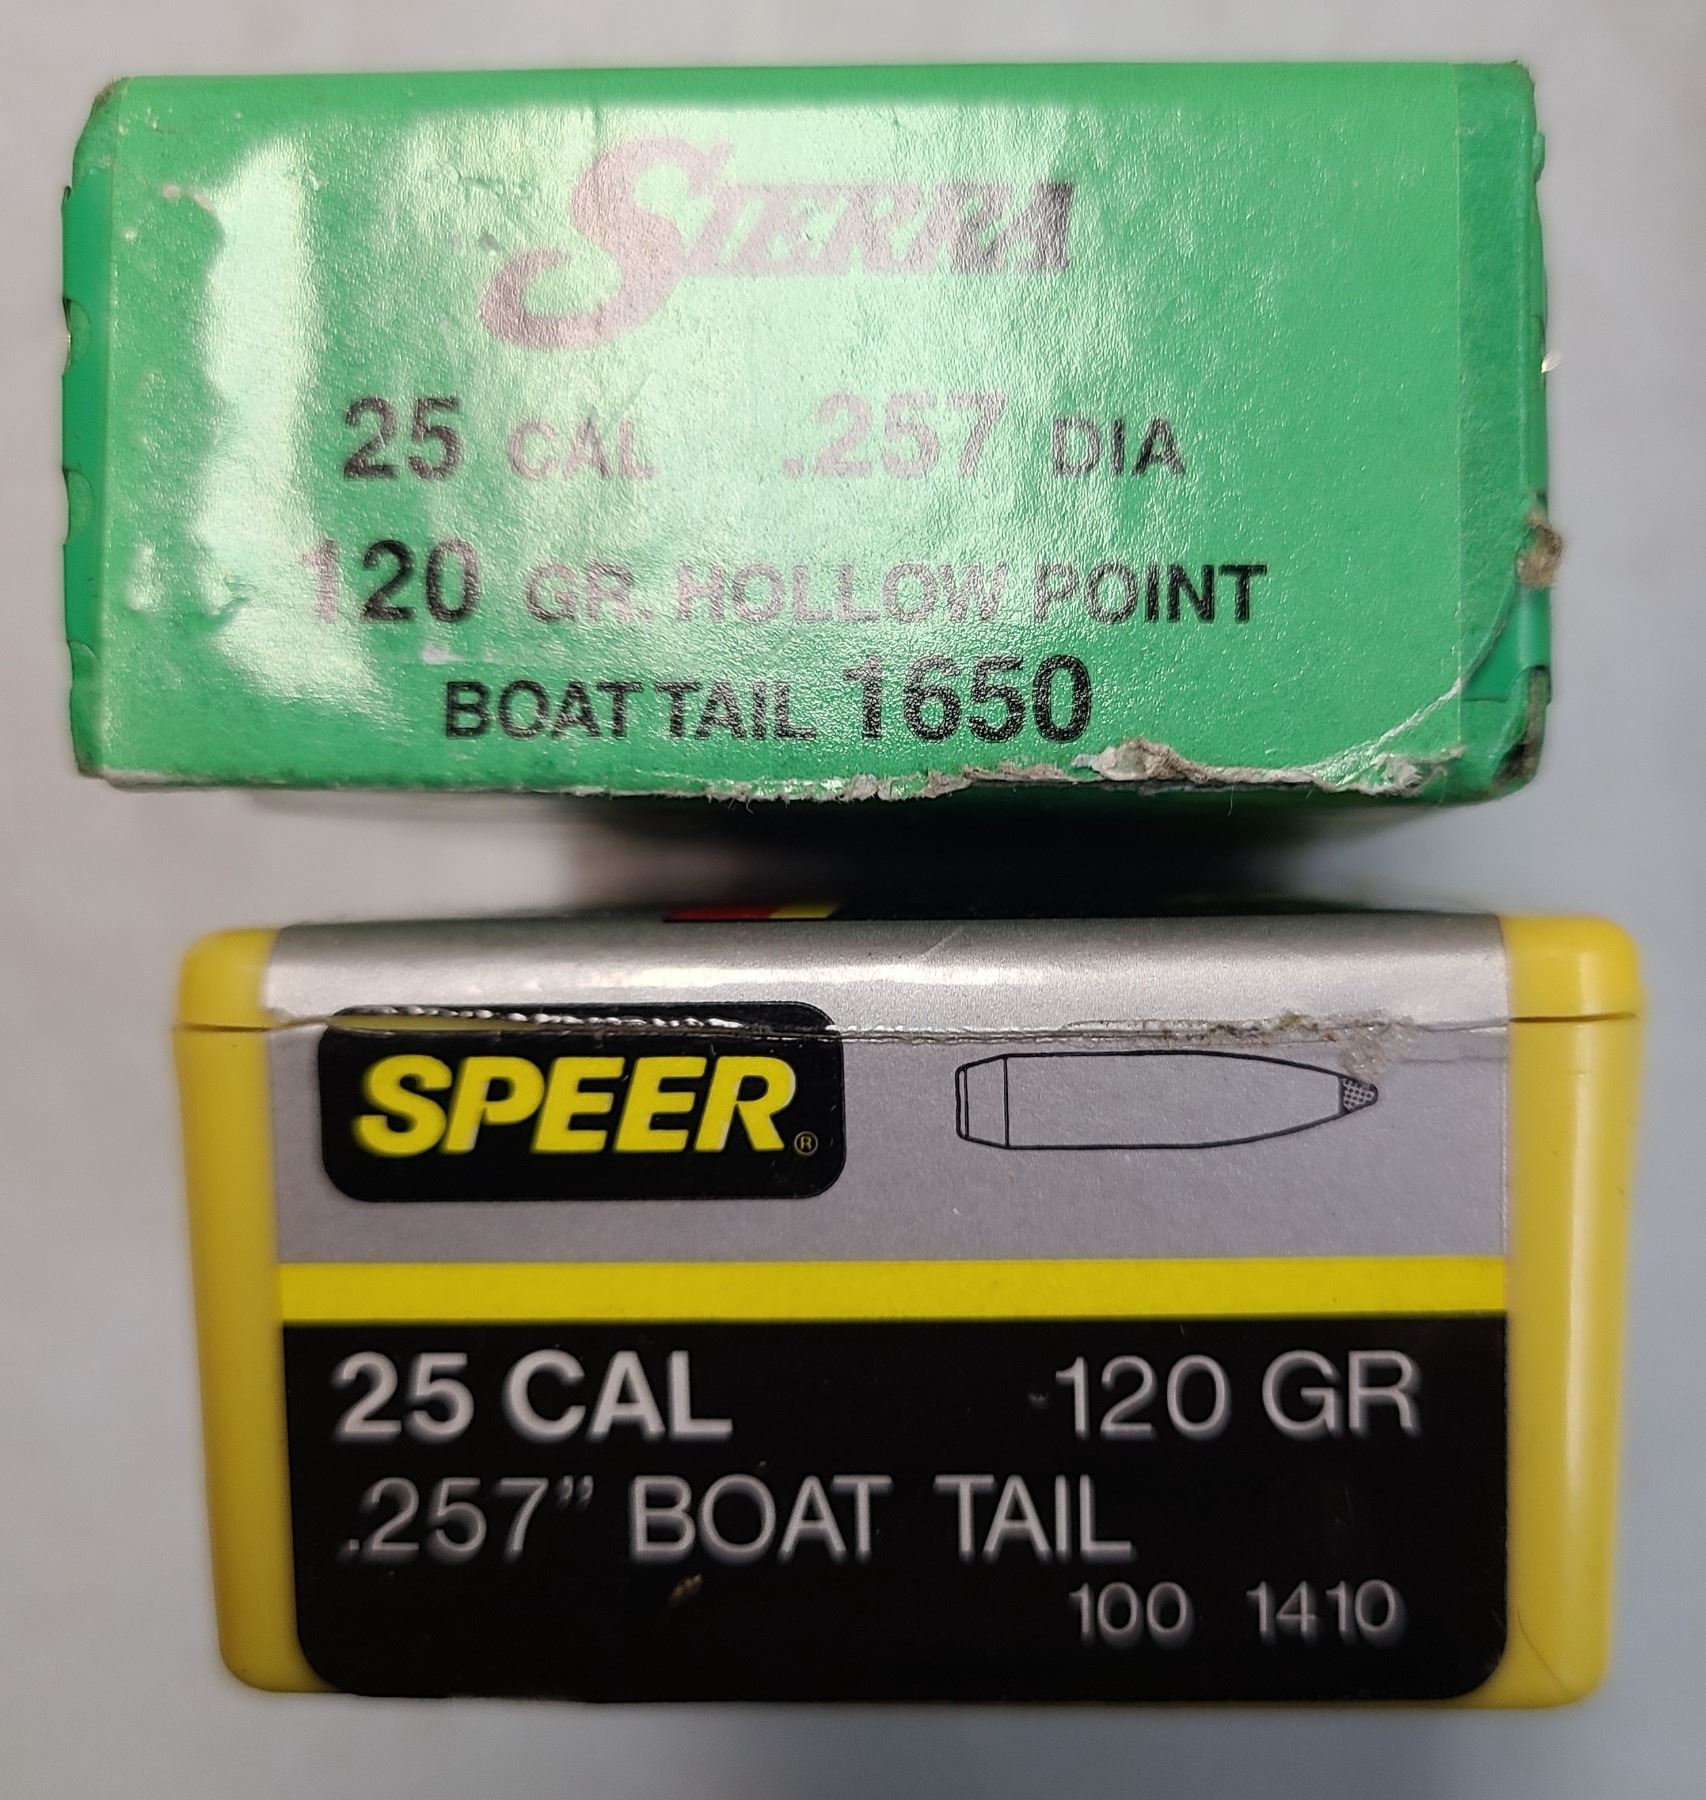 SIERRA
25 CAL .257 DIA
120 GR. HOLLOW POINT
BOAT TAIL 1650
SPEER®
25 CAL 120 GR
.257” BOAT TAIL
100 1410